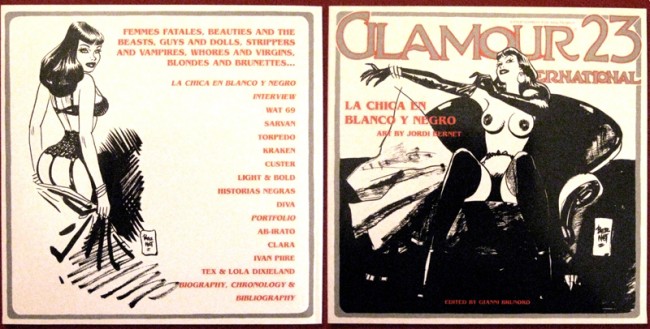 FEMMES FATALES, BEAUTIES AND THE
BEASTS, GUYS AND DOLLS, STRIPPERS
AND VAMPIRES, WHORES AND VIRGINS,
BLONDES AND BRUNETTES...
LA CHICA EN BLANCO Y NEGRO
INTERVIEW
WAT 69
SARVAN
TORPEDO
KRAKEN
CUSTER
LIGHT & BOLD
HISTORIAS NEGRAS
DIVA
PORTFOLIO
AB-IRATO
CLARA
IVAN PIIRE
TEX & LOLA DIXIELAND
BIOGRAPHY, CHRONOLOGY &
BIBLIOGRAPHY
GLAMOUR 23
ERNATIONAL
LA CHICA EN
BLANCO Y NEGRO
ART BY JORDI BERNET
EDITED BY GIANNI BRUNORO